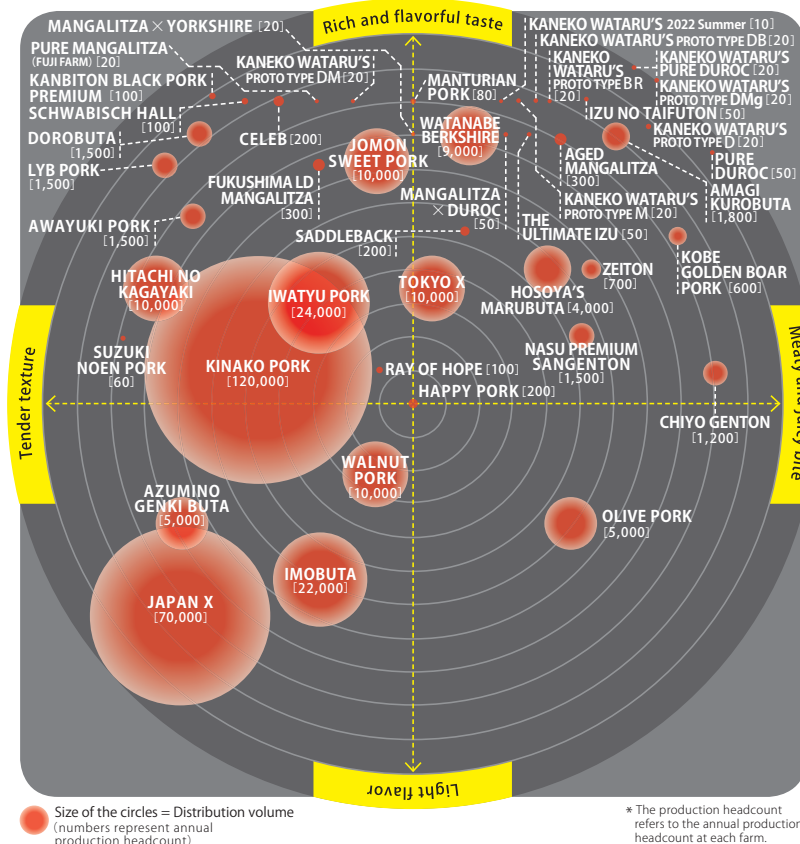 Rich and flavorful taste
MANGALITZA × YORKSHIRE [20]
PURE MANGALITZA
(FUJI FARM) [20]
KANBITON BLACK PORK
PREMIUM [100]
SCHWABISCH HALL
[100]
DOROBUTA
[1,500]
LYB PORK
[1,500]
AWAYUKI PORK
[1,500]
KANEKO WATARU'S
PROTO TYPE DM [20]
CELEB [200]
JOMON
SWEET PORK
[10,000]
FUKUSHIMA LD
MANGALITZA
[300]
SADDLEBACK
[200]
MANTURIAN
PORK [80]
WATANABE
BERKSHIRE
[9,000]
MANGALITZA
× DUROC
[50]
KANEKO WATARU'S 2022 Summer [10]
KANEKO WATARU'S PROTO TYPE DB [20]
KANEKO
WATARU'S
PROTO TYPE BR
[20]
KANEKO WATARU'S
PURE DUROC [20]
KANEKO WATARU'S
PROTO TYPE DMg [20]
IZU NO TAIFUTON [50]
KANEKO WATARU'S
PROTO TYPE D [20]
PURE
DUROC [50]
AGED
MANGALITZA
[300]
AMAGI
KUROBUTA
[1,800]
KANEKO WATARU'S
PROTO TYPE M [20]
THE
ULTIMATE IZU [50]
KOBE
GOLDEN BOAR
PORK [600]
HITACHI NO
KAGAYAKI
[10,000]
IWATYU PORK
[24,000]
TOKYO X
[10,000]
ZEITON
[700]
HOSOYA'S
MARUBUTA [4,000]
NASU PREMIUM
SANGENTON
[1,500]
SUZUKI
NOEN PORK
[60]
KINAKO PORK
[120,000]
RAY OF HOPE [100]
HAPPY PORK [200]
CHIYO GENTON
[1,200]
Tender texture
WALNUT
PORK
[10,000]
AZUMINO
GENKI BUTA
[5,000]
OLIVE PORK
[5,000]
IMOBUTA
[22,000]
JAPAN X
[70,000]
Light flavor
Size of the circles = Distribution volume
(numbers represent annual
production headcount)
* The production headcount
refers to the annual production
headcount at each farm.